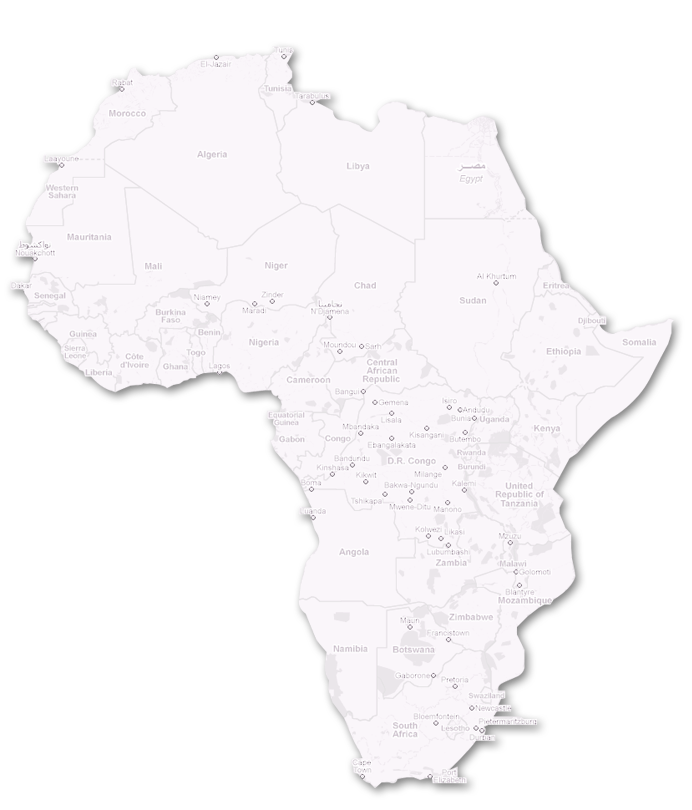 Tunis
El-Jazair
Rabat
Tunisia
Tarabulus
Morocco
Algeria
Libya
مصر
Egypt
Laayoune
Western
Sahara
Mauritania
Nouakchott
Mali
Niger
Chad
Al-Khurtum
Sudan
Eritrea
Dakar
Senegal
Niamey
Zinder
Maradi
N'Djamena
Djibouti
Burkina
Faso
Benin
Nigeria
Guinea
Sierra
Leone
Côte
d'Ivoire
Togo
Ghana
Liberia
Lagos
Moundou
Sarh
Somalia
Ethiopia
Central
African
Republic
Cameroon
Bangui
Gemena
Isiro
Andudu
Equatorial
Guinea
Lisala
Bunia
Uganda
Kenya
Gabon
Congo
Mbandaka
Kisangani
Butembo
Ebangalakata
Rwanda
Bandundu
D.R. Congo
Burundi
Kinshasa
Kikwit
Milange
Boma
Bakwa-Ngundu
Kalemi
United
Republic of
Tanzania
Tshikapa
Mwene-Ditu
Manono
Luanda
Kolwezi
Likasi
Mzuzu
Angola
Lubumbashi
Zambia
Malawi
Golomoti
Blantyre
Mozambique
Maun
Zimbabwe
Francistown
Namibia
Botswana
Gaborone
Pretoria
Swaziland
Newcastle
Bloemfontein
Pietermaritzburg
South
Africa
Lesotho
Durban
Cape
Town
Port
Elizabeth